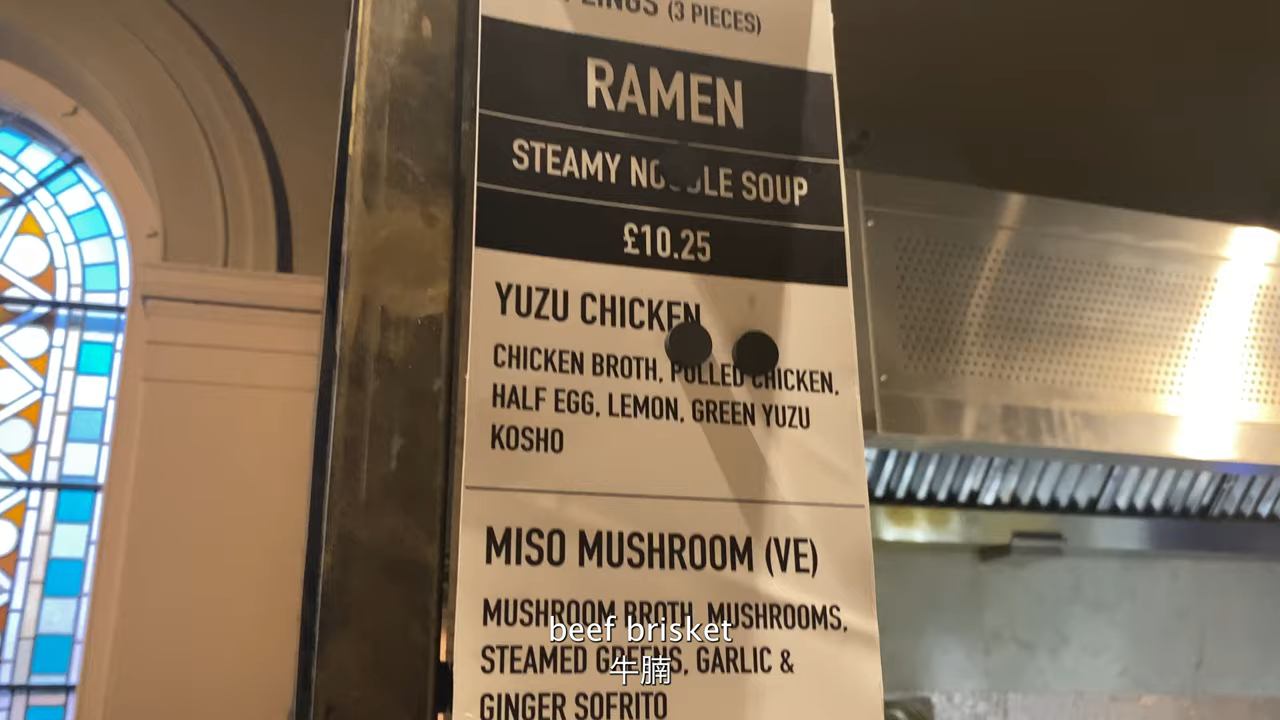 (3 PIECES)
RAMEN
STEAMY NOODLE SOUP
£10.25
YUZU CHICKEN
CHICKEN BROTH, PULLED CHICKEN,
HALF EGG, LEMON, GREEN YUZU
KOSHO
MISO MUSHROOM (VE)
MUSHROOM BROTH, MUSHROOMS,
STEAMED GREENS, GARLIC &
GINGER SOFRITO
beef brisket
牛腩